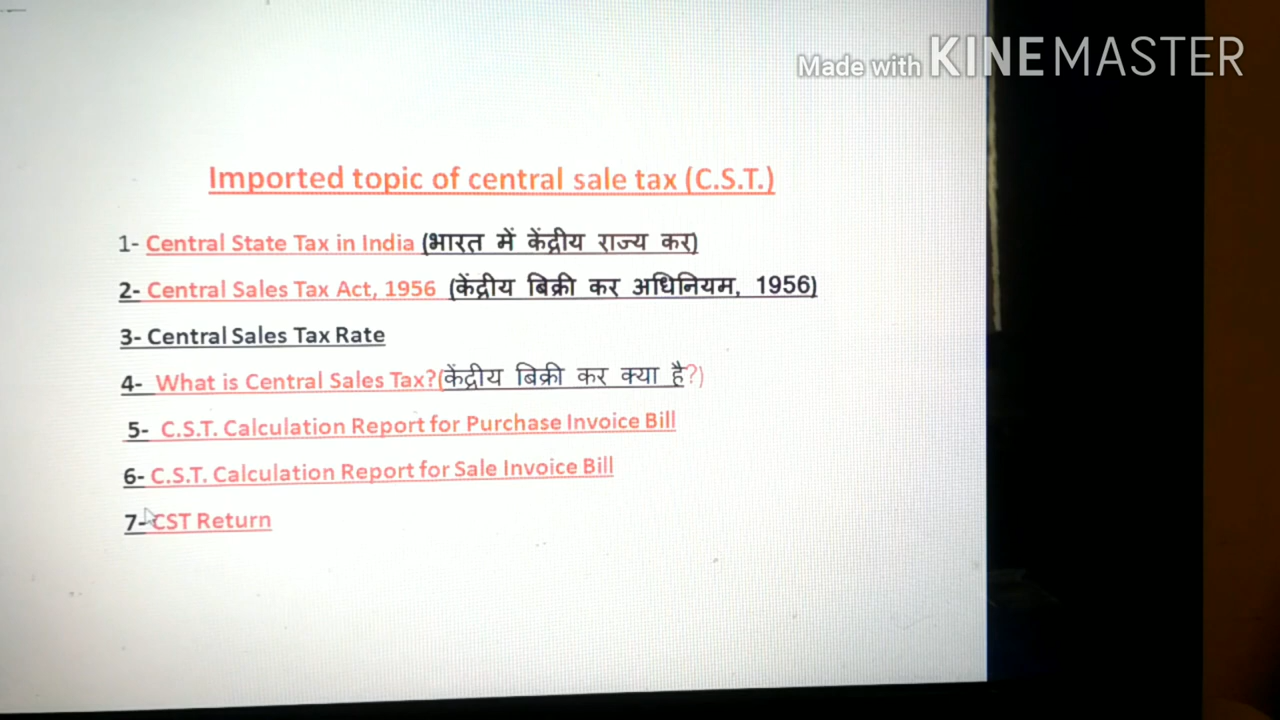 Made with KINEMASTER
Imported topic of central sale tax (C.S.T.)
1- Central State Tax in India (भारत में केंद्रीय राज्य कर)
2- Central Sales Tax Act, 1956 (केंद्रीय बिक्री कर अधिनियम, 1956)
3- Central Sales Tax Rate
4- What is Central Sales Tax?(केंद्रीय बिक्री कर क्या है?)
5- C.S.T. Calculation Report for Purchase Invoice Bill
6- C.S.T. Calculation Report for Sale Invoice Bill
7- CST Return